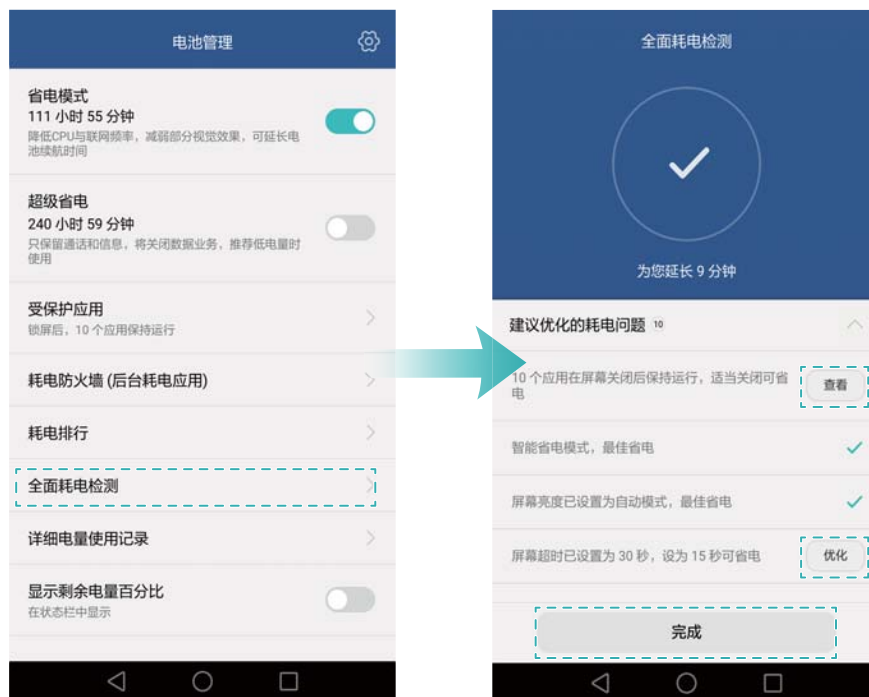 电池管理
省电模式
111 小时 55 分钟
降低CPU与联网频率，减弱部分视觉效果，可延长电
池续航时间
超级省电
240 小时 59 分钟
只保留通话和信息，将关闭数据业务，推荐低电量时
使用
受保护应用
锁屏后，10 个应用保持运行
耗电防火墙 (后台耗电应用)
耗电排行
全面耗电检测
详细电量使用记录
显示剩余电量百分比
在状态栏中显示
全面耗电检测
为您延长 9 分钟
建议优化的耗电问题 10
10 个应用在屏幕关闭后保持运行，适当关闭可省
电
查看
智能省电模式，最佳省电
屏幕亮度已设置为自动模式，最佳省电
屏幕超时已设置为 30 秒，设为 15 秒可省电
优化
完成